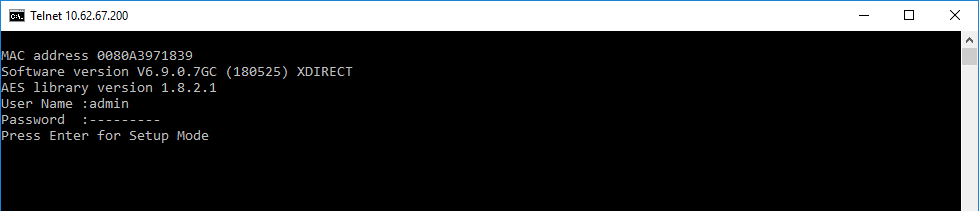 Telnet 10.62.67.200
MAC address 0080A3971839
Software version V6.9.0.7GC (180525) XDIRECT
AES library version 1.8.2.1
User Name :admin
Password  :---------
Press Enter for Setup Mode